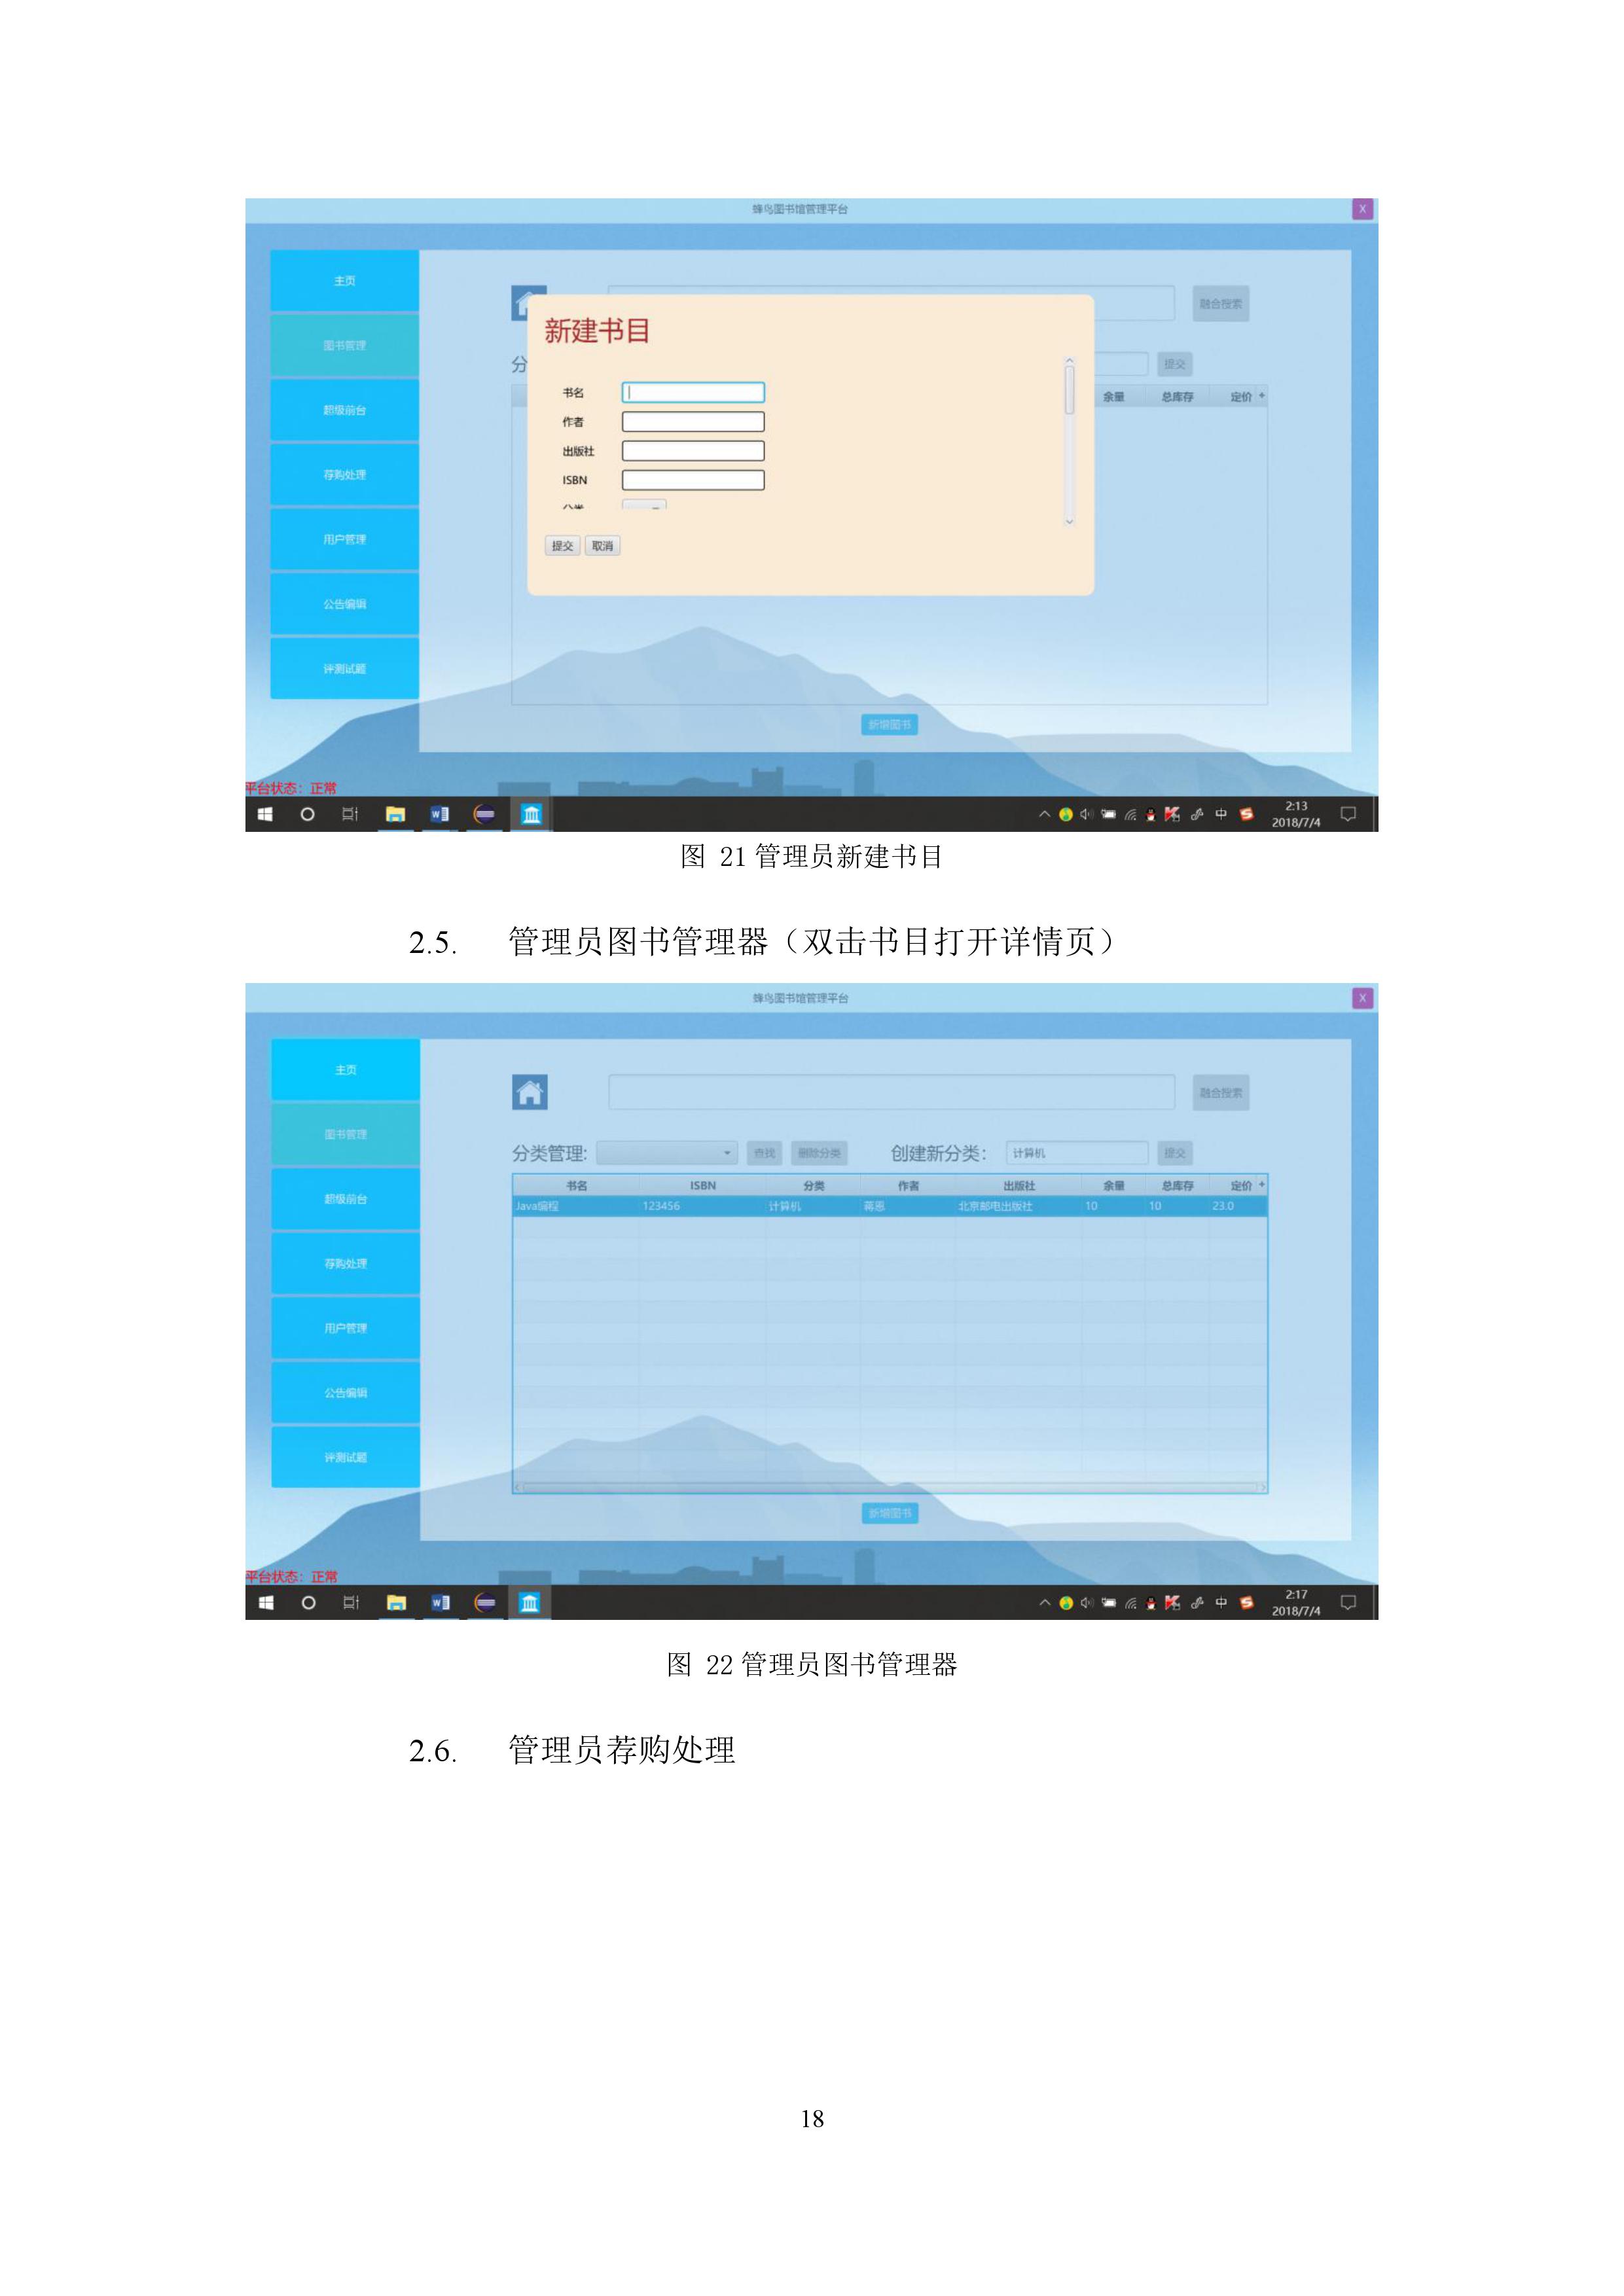 蜂鸟图书馆管理平台
X
主页
图书管理
超级前台
荐购处理
用户管理
公告编辑
评测试题
融合搜索
分
提交
余量 总库存 定价 +
新建书目
书名
作者
出版社
ISBN
分类
提交 取消
新增图书
平台状态：正常
中
2:13
2018/7/4
图 21 管理员新建书目
2.5. 管理员图书管理器（双击书目打开详情页）
蜂鸟图书馆管理平台
X
主页
图书管理
超级前台
荐购处理
用户管理
公告编辑
评测试题
融合搜索
分类管理: 查找 删除分类 创建新分类： 计算机 提交
书名 ISBN 分类 作者 出版社 余量 总库存 定价 +
Java编程 123456 计算机 蒋恩 北京邮电出版社 10 10 23.0
新增图书
平台状态：正常
中
2:17
2018/7/4
图 22 管理员图书管理器
2.6. 管理员荐购处理
18